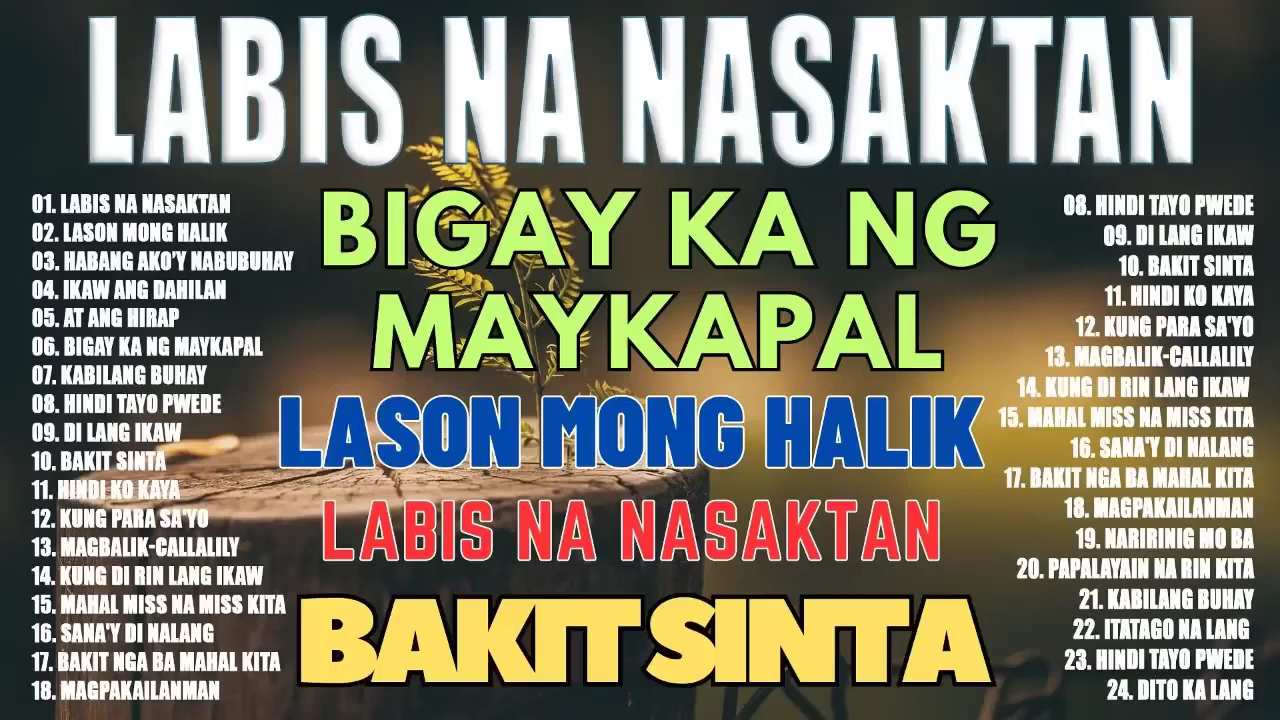 LABIS NA NASAKTAN
01. LABIS NA NASAKTAN
02. LASON MONG HALIK
03. HABANG AKO'Y NABUBUHAY
04. IKAW ANG DAHILAN
05. AT ANG HIRAP
06. BIGAY KA NG MAYKAPAL
07. KABILANG BUHAY
08. HINDI TAYO PWEDE
09. DI LANG IKAW
10. BAKIT SINTA
11. HINDI KO KAYA
12. KUNG PARA SA'YO
13. MAGBALIK-CALLALILY
14. KUNG DI RIN LANG IKAW
15. MAHAL MISS NA MISS KITA
16. SANA'Y DI NALANG
17. BAKIT NGA BA MAHAL KITA
18. MAGPAKAILANMAN
BIGAY KA NG
MAYKAPAL
LASON MONG HALIK
LABIS NA NASAKTAN
BAKIT SINTA
08. HINDI TAYO PWEDE
09. DI LANG IKAW
10. BAKIT SINTA
11. HINDI KO KAYA
12. KUNG PARA SA'YO
13. MAGBALIK-CALLALILY
14. KUNG DI RIN LANG IKAW
15. MAHAL MISS NA MISS KITA
16. SANA'Y DI NALANG
17. BAKIT NGA BA MAHAL KITA
18. MAGPAKAILANMAN
19. NARIRINIG MO BA
20. PAPALAYAIN NA RIN KITA
21. KABILANG BUHAY
22. ITATAGO NA LANG
23. HINDI TAYO PWEDE
24. DITO KA LANG